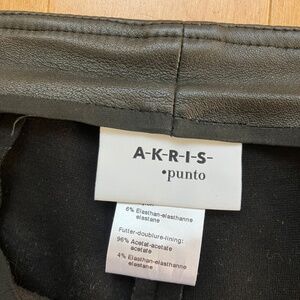 A-K-R-I-S-
•punto
6% Elasthan-elasthanne
elastane
Futter-doublure-lining:
96% Acetat-acetate
acetate
4% Elasthan-elasthanne
elastane